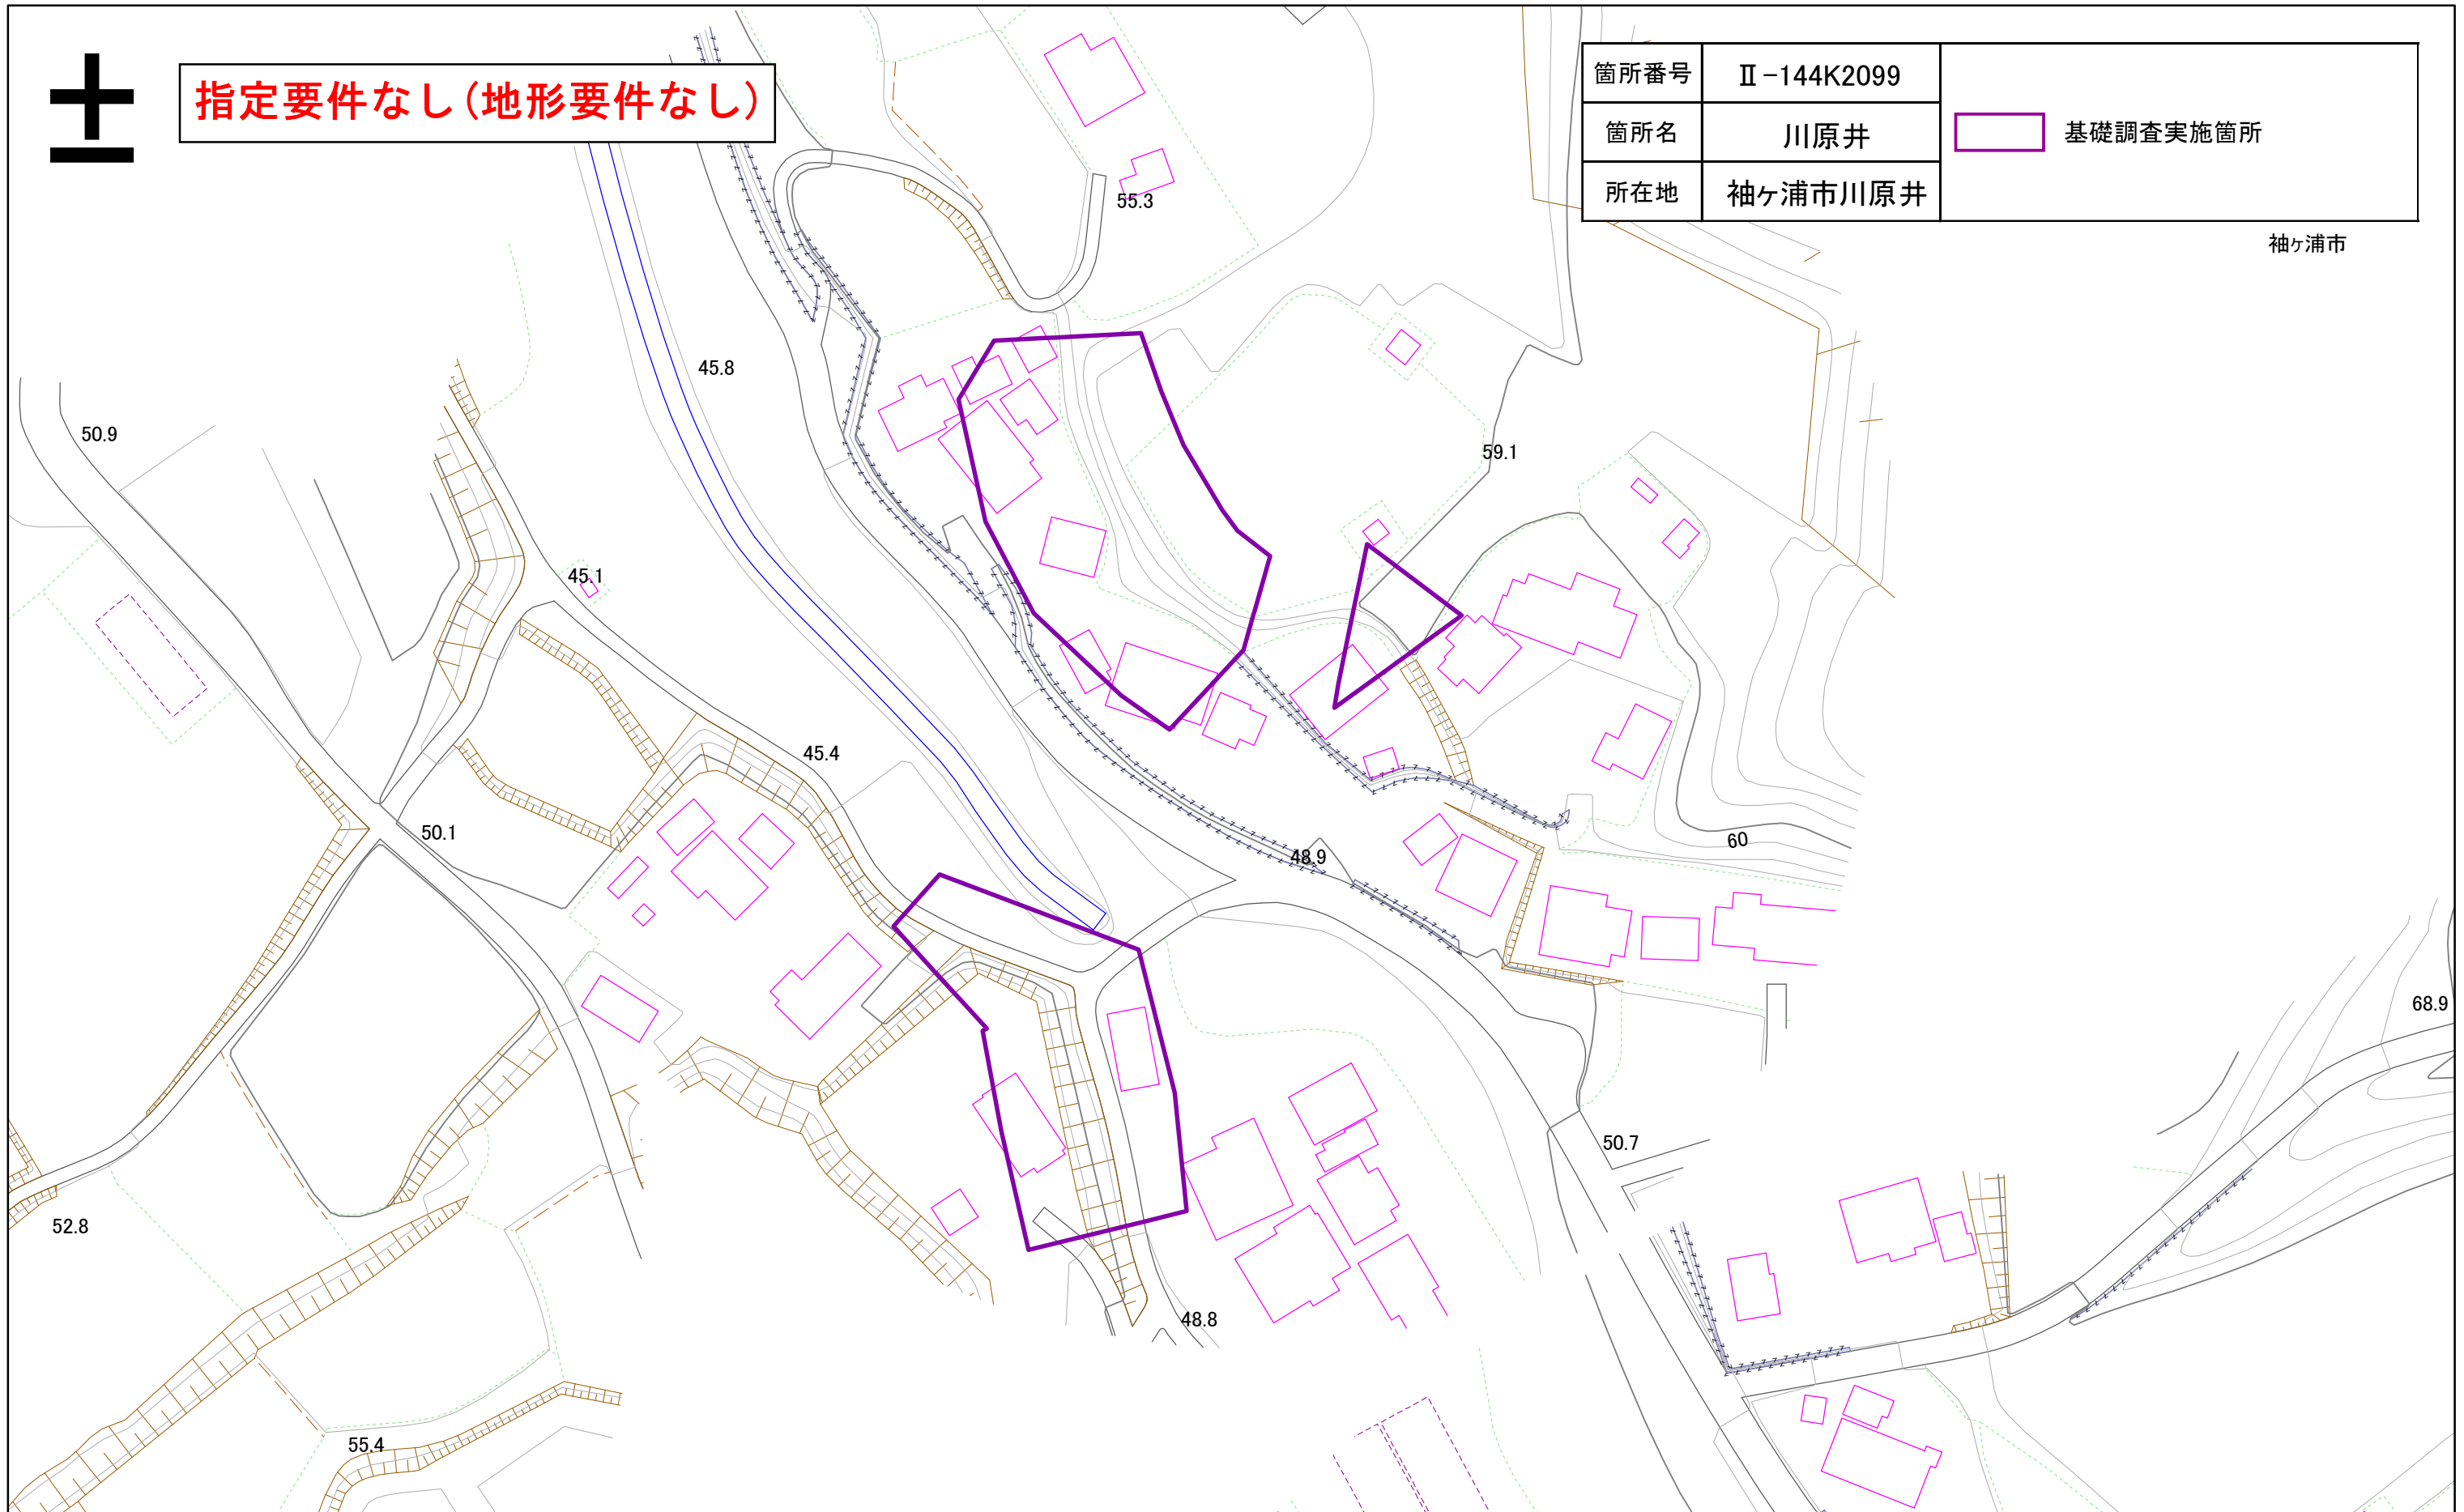 指定要件なし(地形要件なし)
箇所番号 Ⅱ-144K2099
箇所名 川原井
所在地 袖ヶ浦市川原井
基礎調査実施箇所
袖ヶ浦市
55.3
45.8
50.9
59.1
45.1
45.4
50.1
48.9
60
68.9
50.7
52.8
48.8
55.4